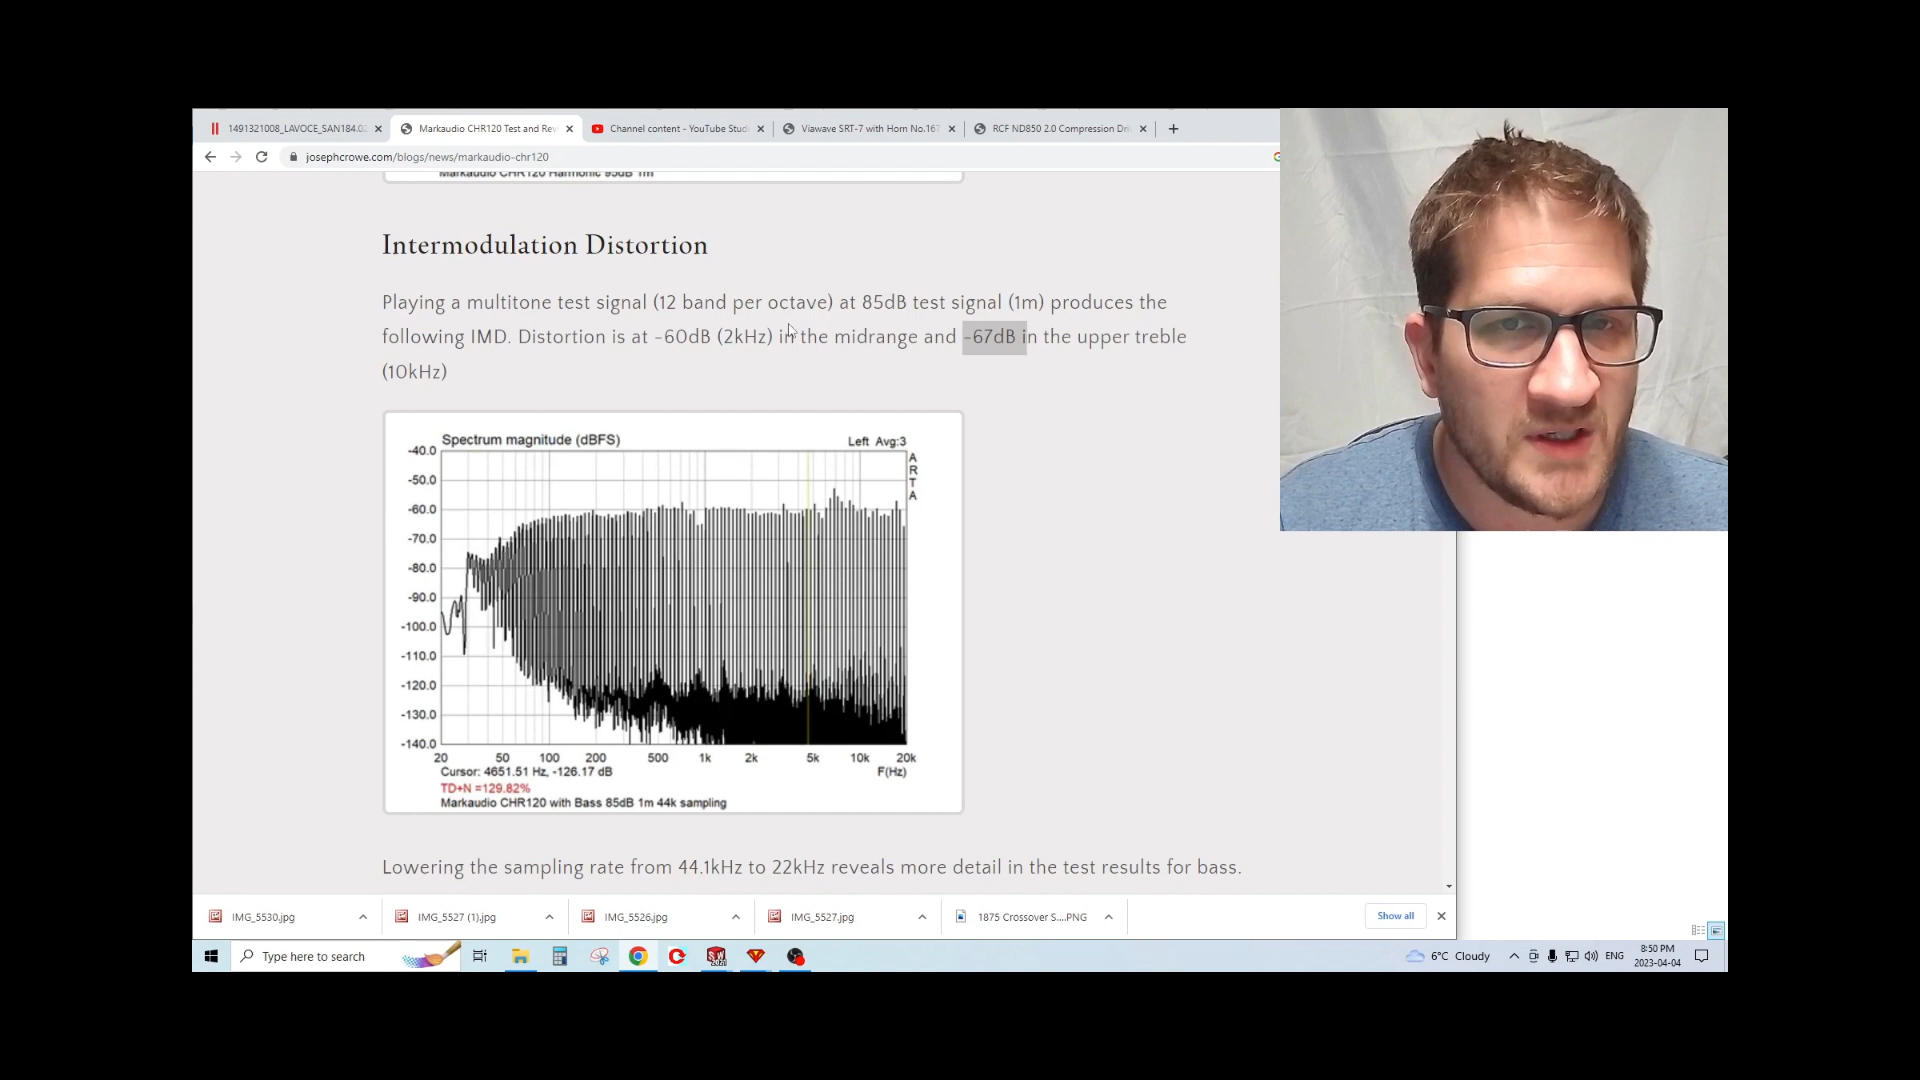 1491321008_LAVOCE_SAN184.0
Markaudio CHR120 Test and Rev
Channel content - YouTube Stud
Viawave SRT-7 with Horn No.167
RCF ND850 2.0 Compression Dri
josephcrowe.com/blogs/news/markaudio-chr120
Markaudio CHR120 Harmonic 95dB 1m
Intermodulation Distortion
Playing a multitone test signal (12 band per octave) at 85dB test signal (1m) produces the
following IMD. Distortion is at -60dB (2kHz) in the midrange and -67dB in the upper treble
(10kHz)
Spectrum magnitude (dBFS)
Left Avg:3
-40.0
-50.0
-60.0
-70.0
-80.0
-90.0
-100.0
-110.0
-120.0
-130.0
-140.0
A
R
T
A
20 50 100 200 500 1k 2k 5k 10k 20k
Cursor: 4651.51 Hz, -126.17 dB
F(Hz)
TD+N =129.82%
Markaudio CHR120 with Bass 85dB 1m 44k sampling
Lowering the sampling rate from 44.1kHz to 22kHz reveals more detail in the test results for bass.
IMG_5530.jpg
IMG_5527 (1).jpg
IMG_5526.jpg
IMG_5527.jpg
1875 Crossover S....PNG
Show all
Type here to search
6°C Cloudy
ENG
8:50 PM
2023-04-04